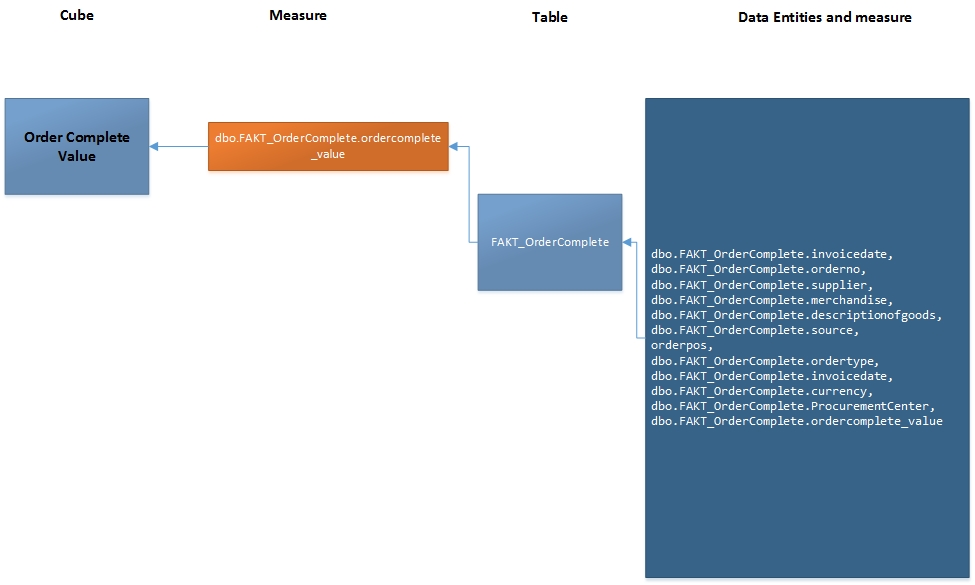 Cube
Measure
Table
Data Entities and measure
Order Complete
Value
dbo.FAKT_OrderComplete.ordercomplete
_value
FAKT_OrderComplete
dbo.FAKT_OrderComplete.invoicedate,
dbo.FAKT_OrderComplete.orderno,
dbo.FAKT_OrderComplete.supplier,
dbo.FAKT_OrderComplete.merchandise,
dbo.FAKT_OrderComplete.descriptionofgoods,
dbo.FAKT_OrderComplete.source,
orderpos,
dbo.FAKT_OrderComplete.ordertype,
dbo.FAKT_OrderComplete.invoicedate,
dbo.FAKT_OrderComplete.currency,
dbo.FAKT_OrderComplete.ProcurementCenter,
dbo.FAKT_OrderComplete.ordercomplete_value